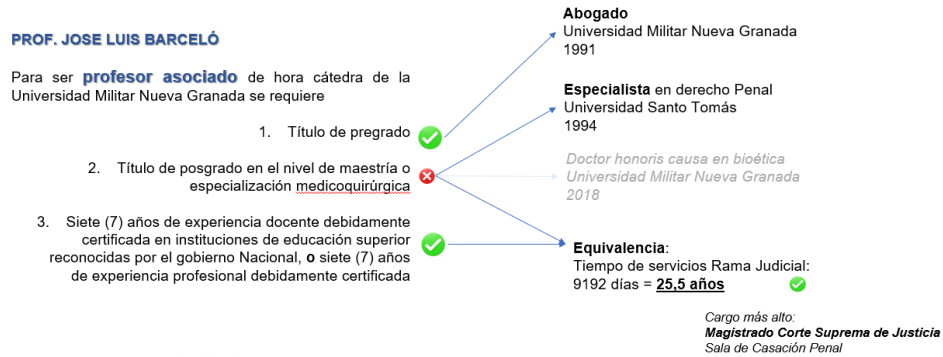 PROF. JOSE LUIS BARCELÓ
Para ser profesor asociado de hora cátedra de la
Universidad Militar Nueva Granada se requiere
1. Título de pregrado
2. Título de posgrado en el nivel de maestría o
especialización medicoquirúrgica
3. Siete (7) años de experiencia docente debidamente
certificada en instituciones de educación superior
reconocidas por el gobierno Nacional, o siete (7) años
de experiencia profesional debidamente certificada
Abogado
Universidad Militar Nueva Granada
1991
Especialista en derecho Penal
Universidad Santo Tomás
1994
Doctor honoris causa en bioética
Universidad Militar Nueva Granada
2018
Equivalencia:
Tiempo de servicios Rama Judicial:
9192 días = 25,5 años
Cargo más alto:
Magistrado Corte Suprema de Justicia
Sala de Casación Penal